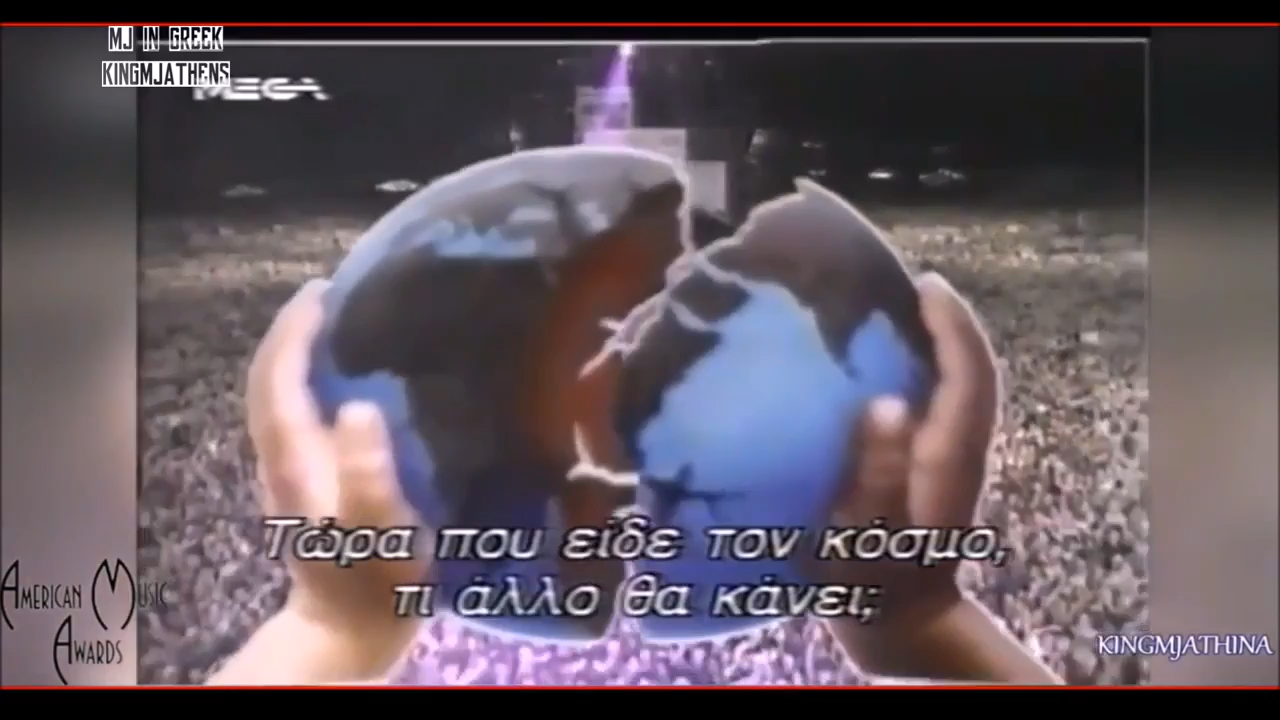 MJ IN GREEK
KINGMJATHENS
MEGA
Τώρα που είδε τον κόσμο,
τι άλλο θα κάνει;
AMERICAN MUSIC
AWARDS
KINGMJATHINA